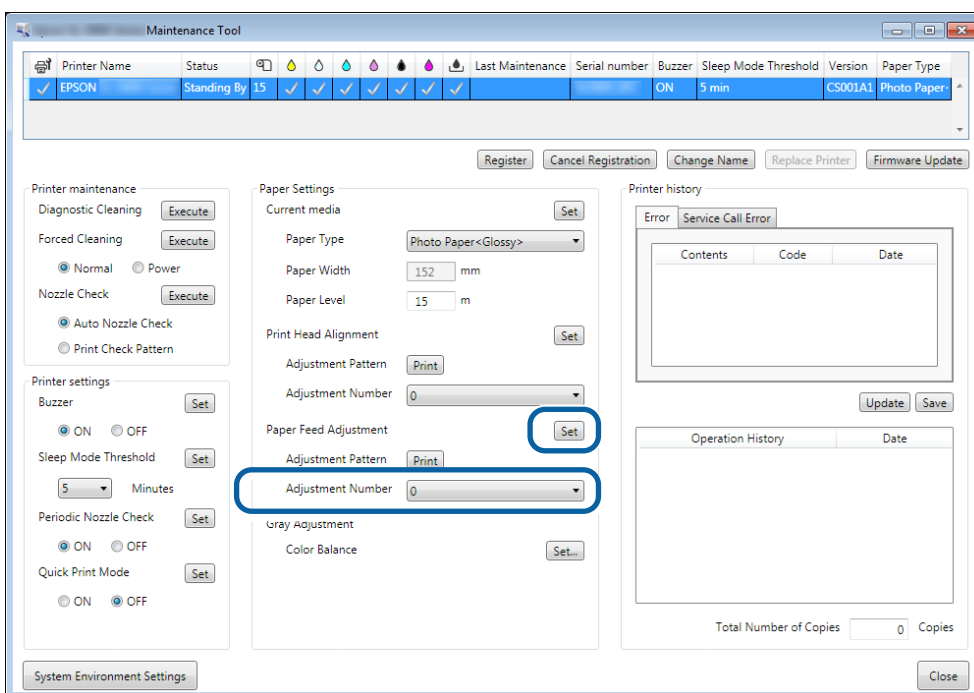 Maintenance Tool
Printer Name Status Last Maintenance Serial number Buzzer Sleep Mode Threshold Version Paper Type
EPSON Standing By 15 ON 5 min CS001A1 Photo Paper
Register Cancel Registration Change Name Replace Printer Firmware Update
Printer maintenance
Diagnostic Cleaning Execute
Forced Cleaning Execute
Normal Power
Nozzle Check Execute
Auto Nozzle Check
Print Check Pattern
Printer settings
Buzzer Set
ON OFF
Sleep Mode Threshold Set
5 Minutes
Periodic Nozzle Check Set
ON OFF
Quick Print Mode Set
ON OFF
Paper Settings
Current media Set
Paper Type Photo Paper<Glossy>
Paper Width 152 mm
Paper Level 15 m
Print Head Alignment Set
Adjustment Pattern Print
Adjustment Number 0
Paper Feed Adjustment Set
Adjustment Pattern Print
Adjustment Number 0
Gray Adjustment
Color Balance Set...
Printer history
Error Service Call Error
Contents Code Date
Update Save
Operation History Date
Total Number of Copies 0 Copies
System Environment Settings Close